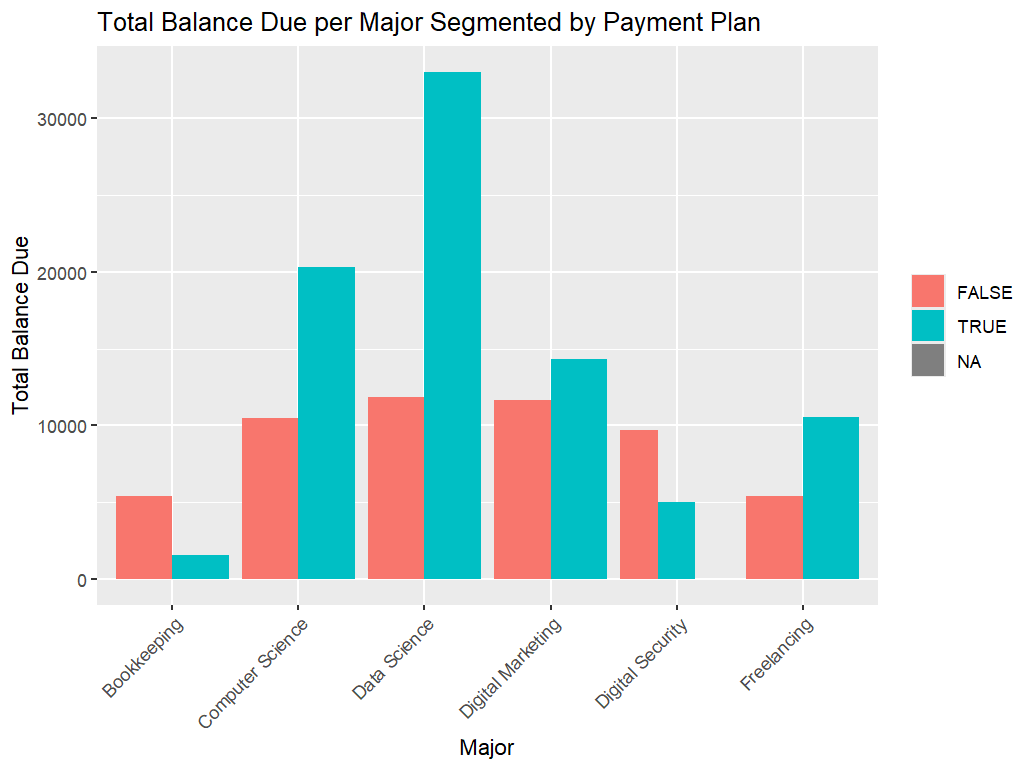 Total Balance Due per Major Segmented by Payment Plan
Total Balance Due
30000
20000
10000
0
Bookkeeping
Computer Science
Data Science
Digital Marketing
Digital Security
Freelancing
Major
FALSE
TRUE
NA